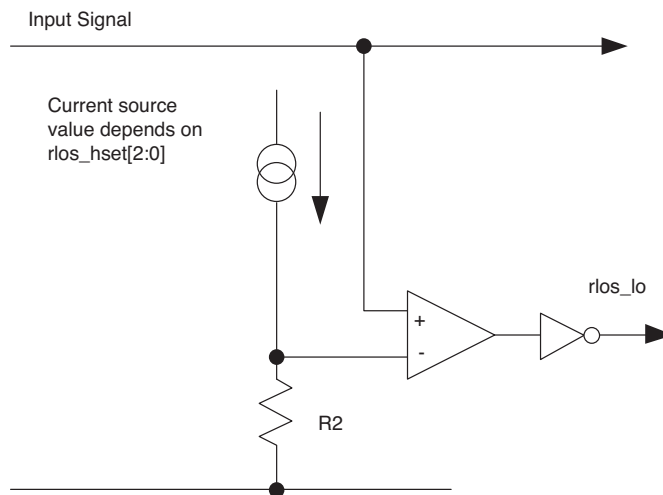 Input Signal
Current source
value depends on
rlos_hset[2:0]
rlos_lo
+
-
R2